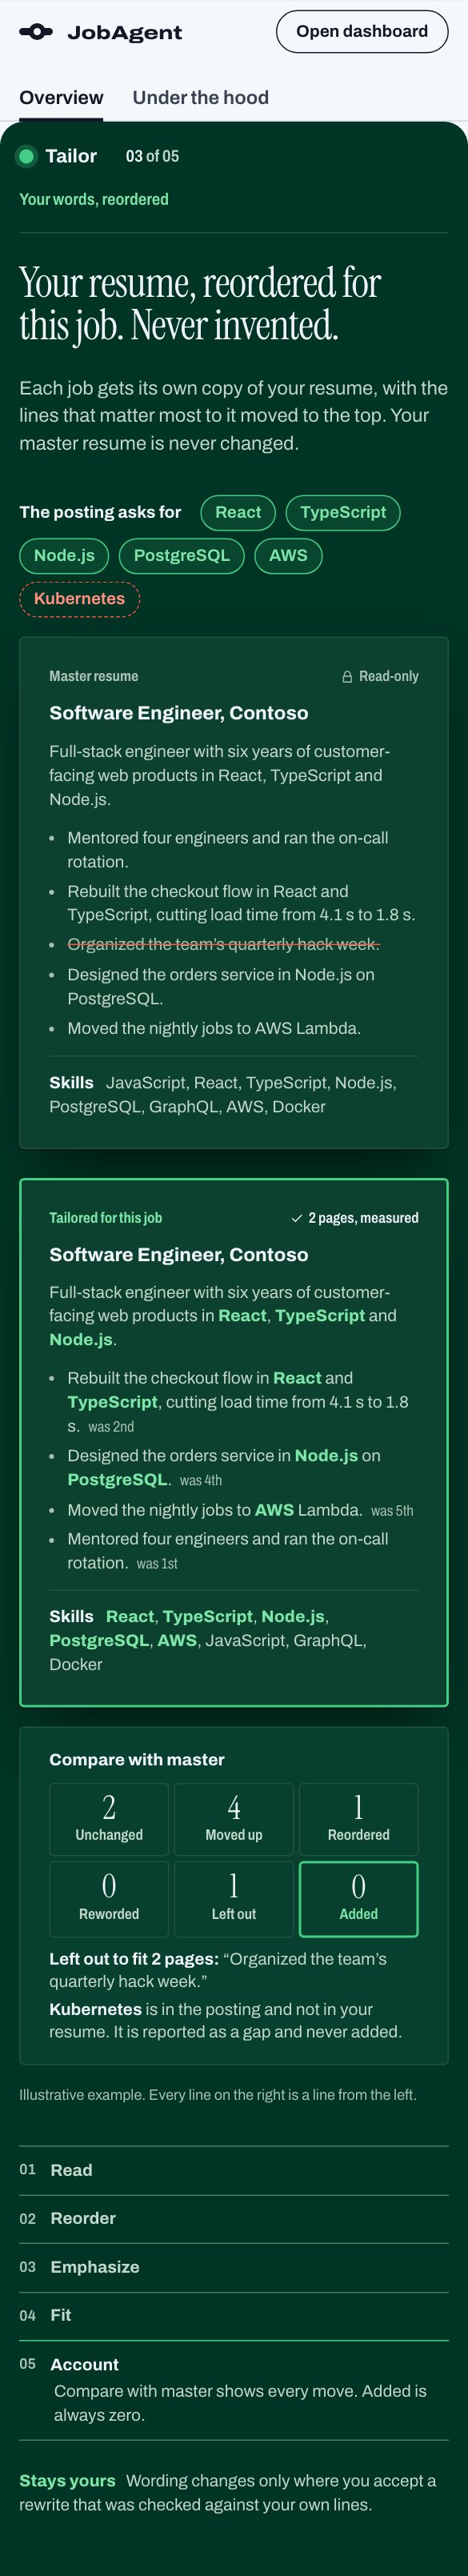 JobAgent
Open dashboard
Overview
Under the hood
Tailor
03 of 05
Your words, reordered
Your resume, reordered for
this job. Never invented.
Each job gets its own copy of your resume, with the
lines that matter most to it moved to the top. Your
master resume is never changed.
The posting asks for React TypeScript
Node.js PostgreSQL AWS
Kubernetes
Master resume
Read-only
Software Engineer, Contoso
Full-stack engineer with six years of customer-
facing web products in React, TypeScript and
Node.js.
• Mentored four engineers and ran the on-call
rotation.
• Rebuilt the checkout flow in React and
TypeScript, cutting load time from 4.1 s to 1.8 s.
• Organized the team's quarterly hack week.
• Designed the orders service in Node.js on
PostgreSQL.
• Moved the nightly jobs to AWS Lambda.
Skills JavaScript, React, TypeScript, Node.js,
PostgreSQL, GraphQL, AWS, Docker
Tailored for this job
2 pages, measured
Software Engineer, Contoso
Full-stack engineer with six years of customer-
facing web products in React, TypeScript and
Node.js.
• Rebuilt the checkout flow in React and
TypeScript, cutting load time from 4.1 s to 1.8
s. was 2nd
• Designed the orders service in Node.js on
PostgreSQL. was 4th
• Moved the nightly jobs to AWS Lambda. was 5th
• Mentored four engineers and ran the on-call
rotation. was 1st
Skills React, TypeScript, Node.js,
PostgreSQL, AWS, JavaScript, GraphQL,
Docker
Compare with master
2
Unchanged
4
Moved up
1
Reordered
0
Reworded
1
Left out
0
Added
Left out to fit 2 pages: “Organized the team’s
quarterly hack week.”
Kubernetes is in the posting and not in your
resume. It is reported as a gap and never added.
Illustrative example. Every line on the right is a line from the left.
01 Read
02 Reorder
03 Emphasize
04 Fit
05 Account
Compare with master shows every move. Added is
always zero.
Stays yours Wording changes only where you accept a
rewrite that was checked against your own lines.